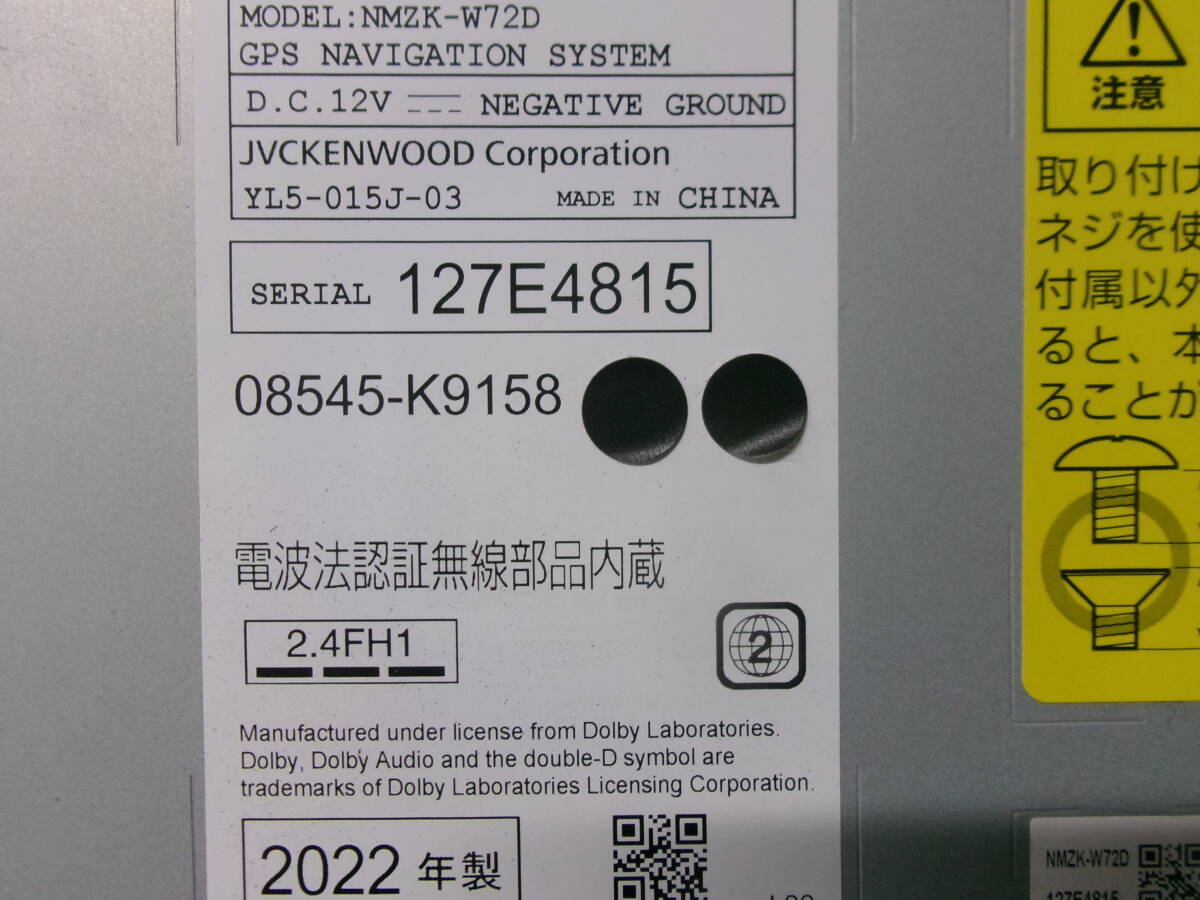 MODEL:NMZK-W72D
GPS NAVIGATION SYSTEM
D.C.12V NEGATIVE GROUND
JVCKENWOOD Corporation
YL5-015J-03 MADE IN CHINA
SERIAL 127E4815
08545-K9158
電波法認証無線部品内蔵
2.4FH1
2
Manufactured under license from Dolby Laboratories.
Dolby, Dolby Audio and the double-D symbol are
trademarks of Dolby Laboratories Licensing Corporation.
2022 年製
注意
取り付け
ネジを使
付属以外
ると、本
ることが
NMZK-W72D
127E4815